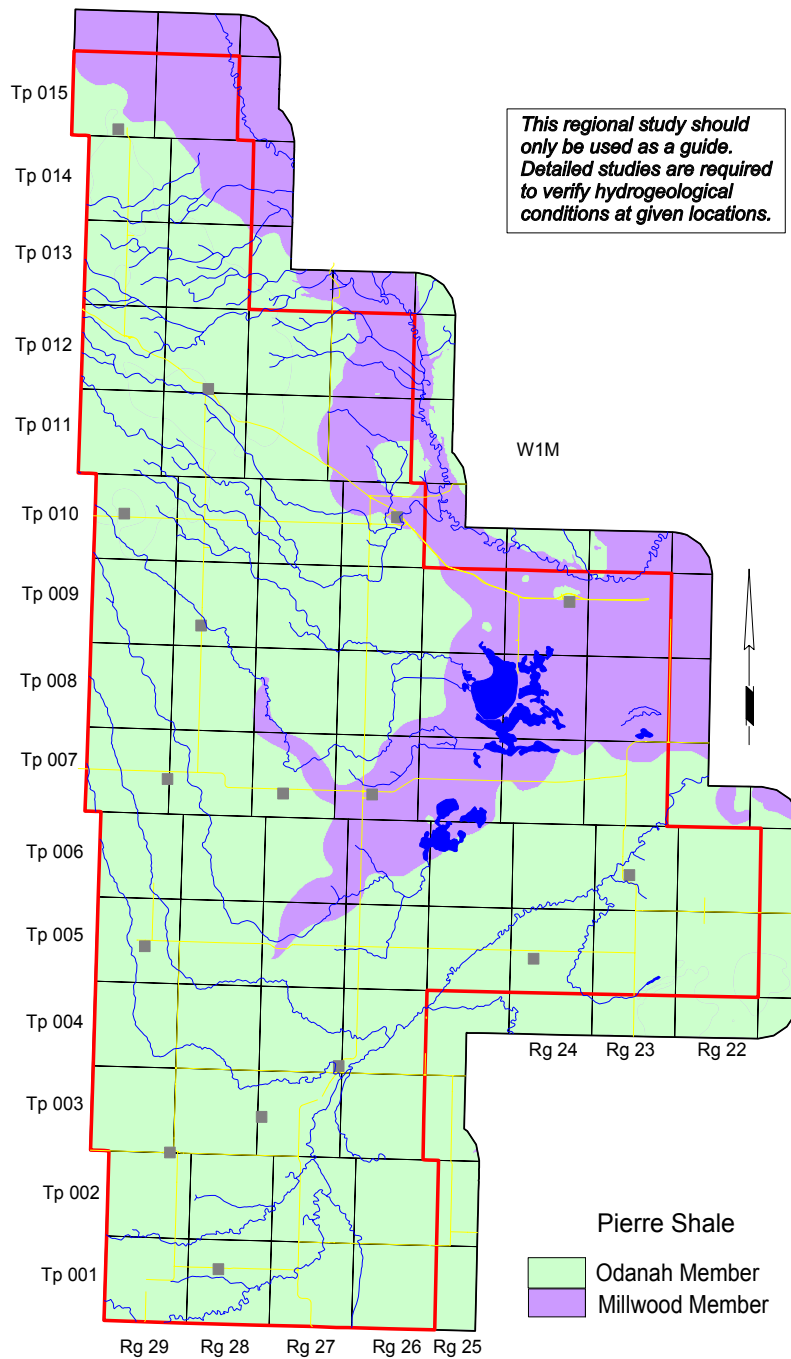 Tp 015
This regional study should
only be used as a guide.
Detailed studies are required
to verify hydrogeological
conditions at given locations.
Tp 014
Tp 013
Tp 012
Tp 011
W1M
Tp 010
Tp 009
Tp 008
Tp 007
Tp 006
Tp 005
Tp 004
Rg 24
Rg 23
Rg 22
Tp 003
Tp 002
Pierre Shale
Tp 001
Odanah Member
Millwood Member
Rg 29
Rg 28
Rg 27
Rg 26
Rg 25